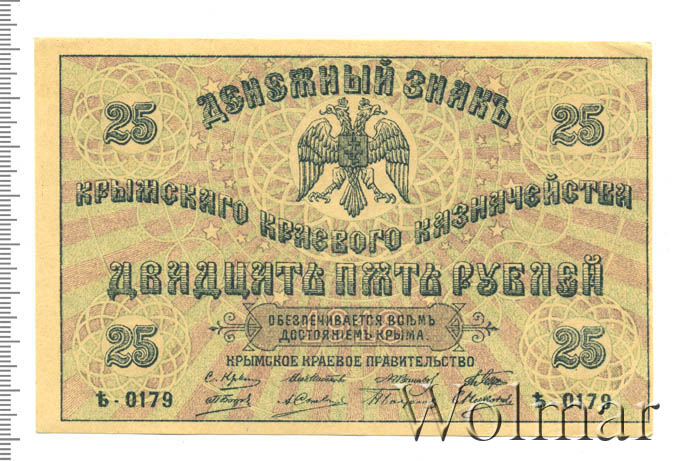 ДЕНЕЖНЫЙ ЗНАКЪ
25 25
КРЫМСКАГО КРАЕВОГО КАЗНАЧЕЙСТВА
ДВАДЦАТЬ ПЯТЬ РУБЛЕЙ
ОБЕЗПЕЧИВАЕТСЯ ВСѢМЪ
ДОСТОЯНІЕМЪ КРЫМА.
25 25
КРЫМСКОЕ КРАЕВОЕ ПРАВИТЕЛЬСТВО
Ѣ - 0179 Ѣ - 0179
Wolmar